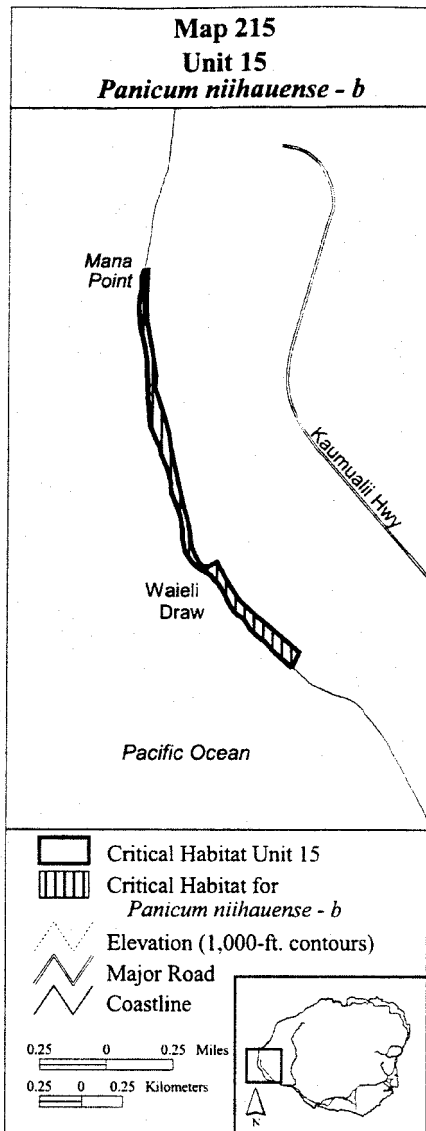 Map 215
Unit 15
Panicum niihauense - b
Mana
Point
Kaumualii Hwy
Waieli
Draw
Pacific Ocean
Critical Habitat Unit 15
Critical Habitat for
Panicum niihauense - b
Elevation (1,000-ft. contours)
Major Road
Coastline
0.25 0 0.25 Miles
0.25 0 0.25 Kilometers
N